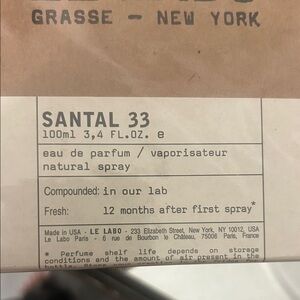 GRASSE - NEW YORK
SANTAL 33
100ml 3,4 FL.OZ. e
eau de parfum / vaporisateur
natural spray
Compounded: in our lab
Fresh: 12 months after first spray*
Made in USA - LE LABO - 233 Elizabeth Street, New York, NY 10012, USA
Le Labo Paris - 6 rue de Bourbon le Château, 75006 Paris, France
* Perfume shelf life depends on storage
conditions and the amount of air present in the